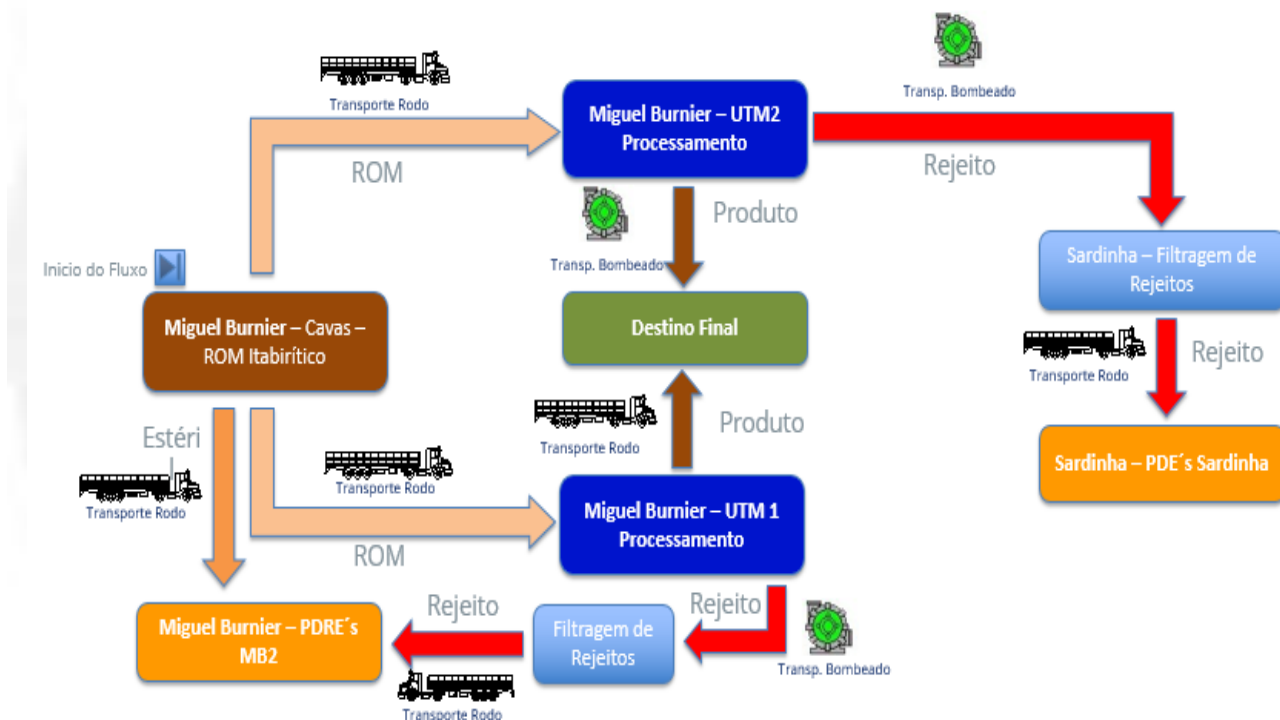 Transporte Rodo
ROM
Miguel Burnier – UTM2
Processamento
Transp. Bombeado
Rejeito
Transp. Bombeado
Produto
Sardinha – Filtragem de
Rejeitos
Inicio do Fluxo
Miguel Burnier – Cavas –
ROM Itabirítico
Destino Final
Transporte Rodo
Rejeito
Estéri
Transporte Rodo
Transporte Rodo
ROM
Transporte Rodo
Produto
Sardinha – PDE´s Sardinha
Miguel Burnier – UTM 1
Processamento
Miguel Burnier – PDRE´s
MB2
Rejeito
Filtragem de
Rejeitos
Rejeito
Transp. Bombeado
Transporte Rodo